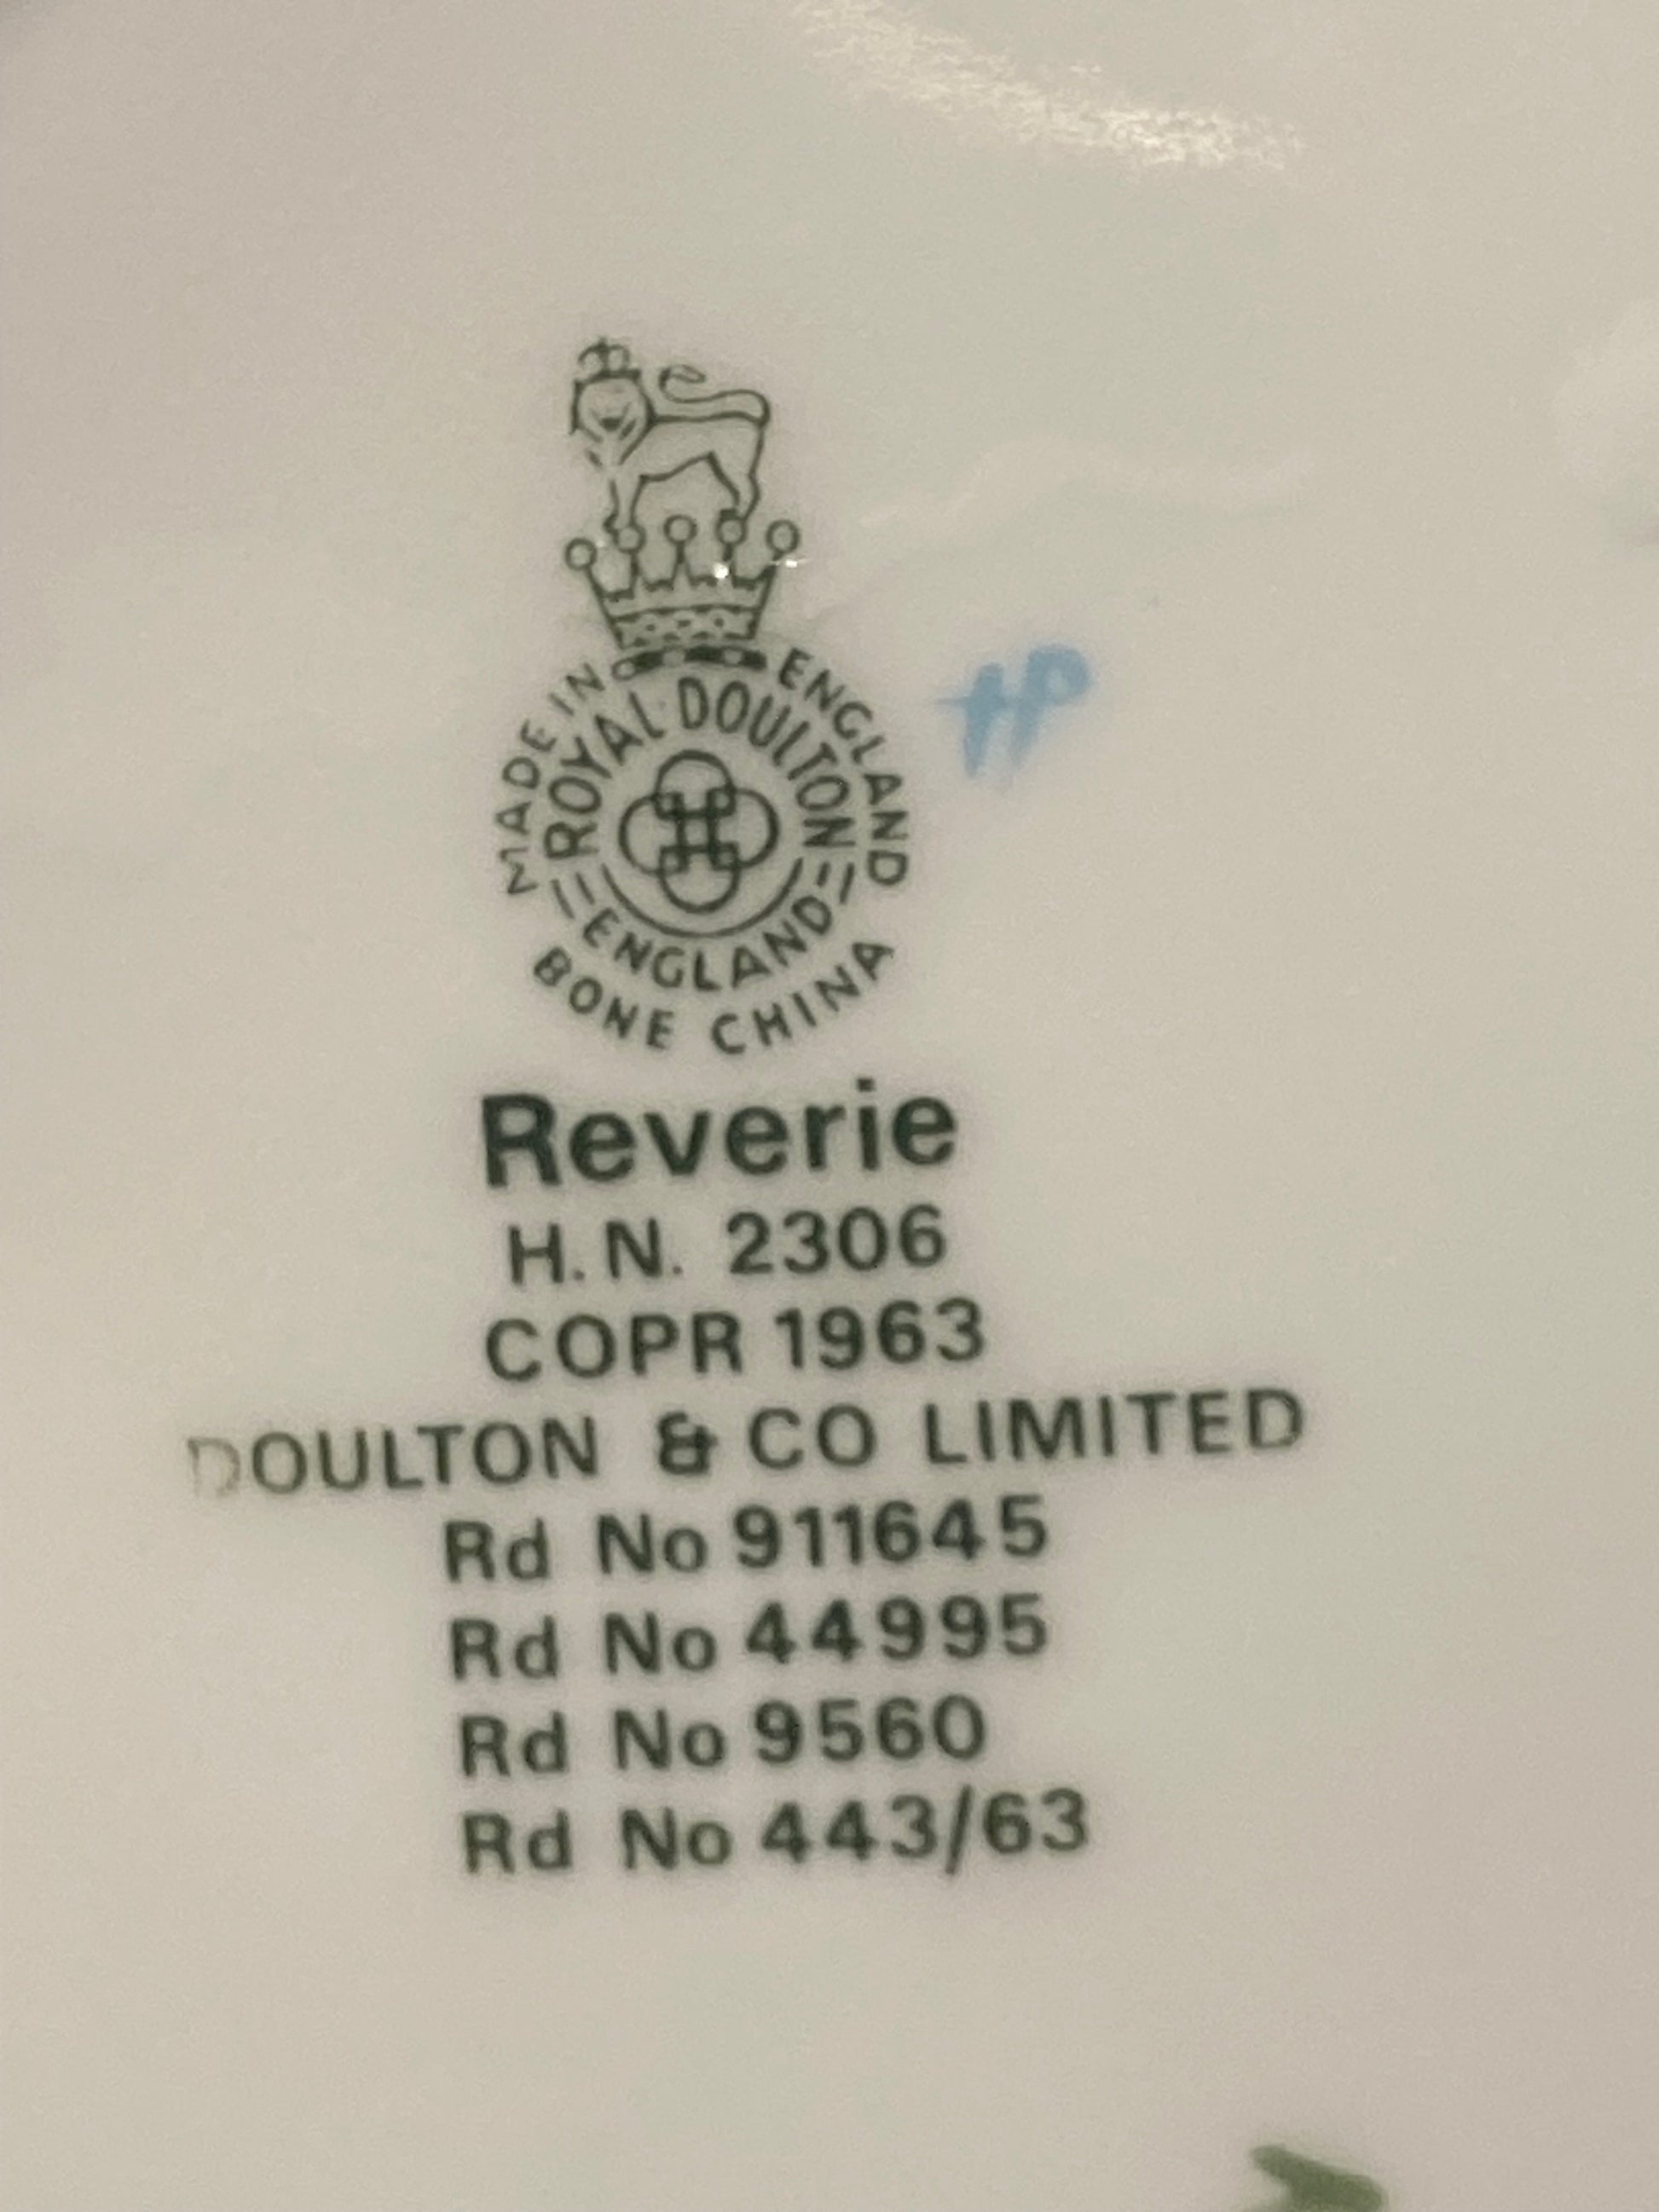 MADE IN ENGLAND
ROYAL DOULTON
ENGLAND
BONE CHINA
Reverie
H.N. 2306
COPR 1963
DOULTON & CO LIMITED
Rd No 911645
Rd No 44995
Rd No 9560
Rd No 443/63